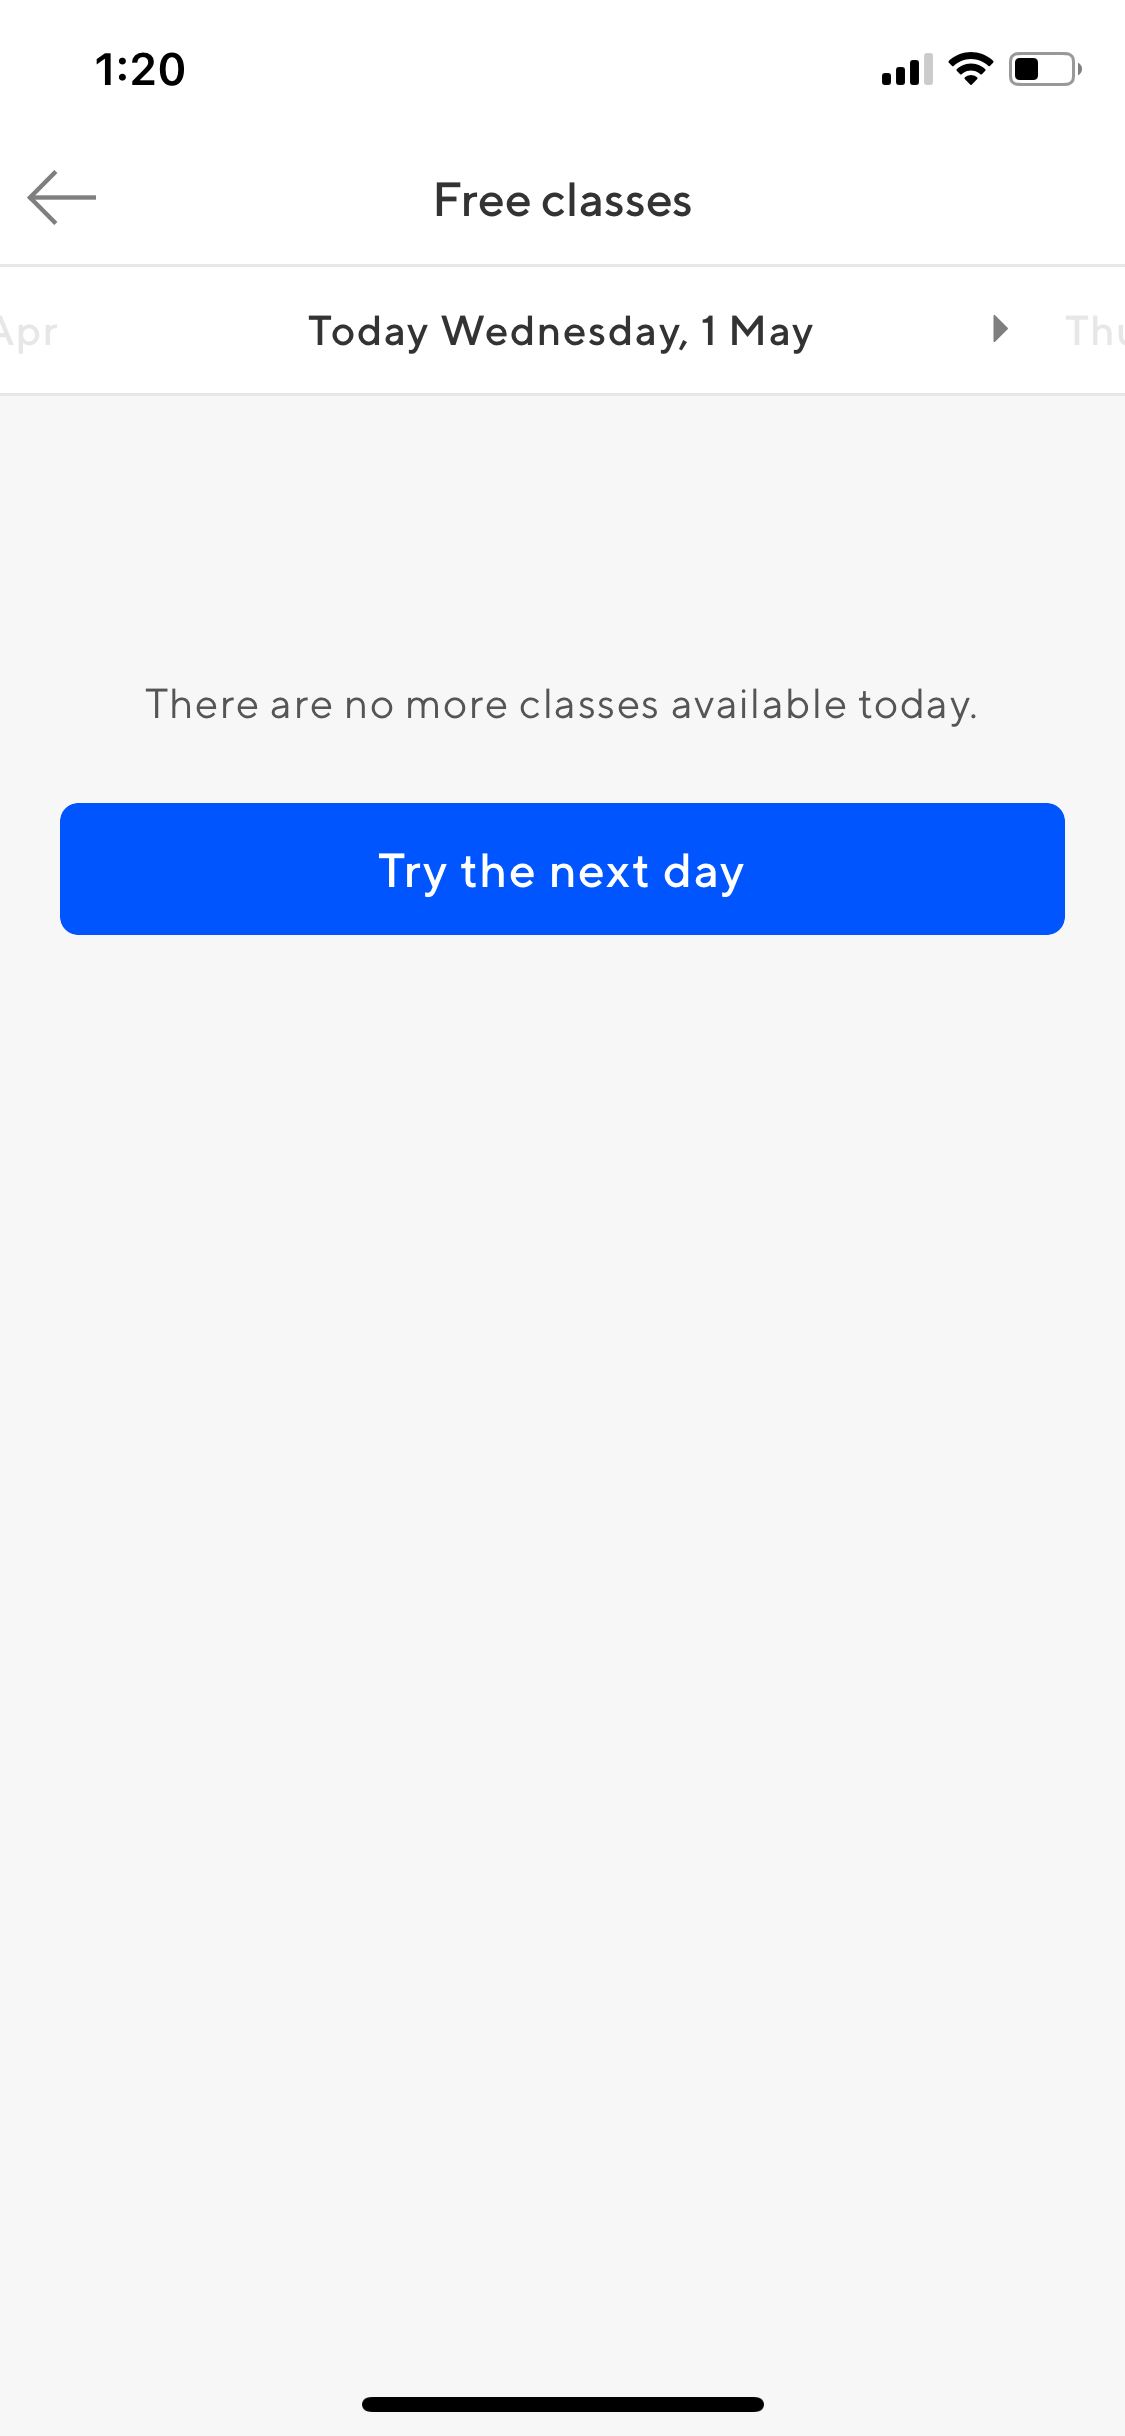 1:20
Free classes
Apr Today Wednesday, 1 May Thu
There are no more classes available today.
Try the next day